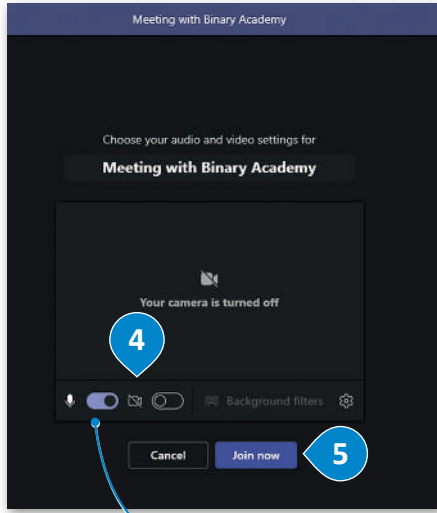 Meeting with Binary Academy
Choose your audio and video settings for
Meeting with Binary Academy
Your camera is turned off
4
Background filters
Cancel
Join now
5